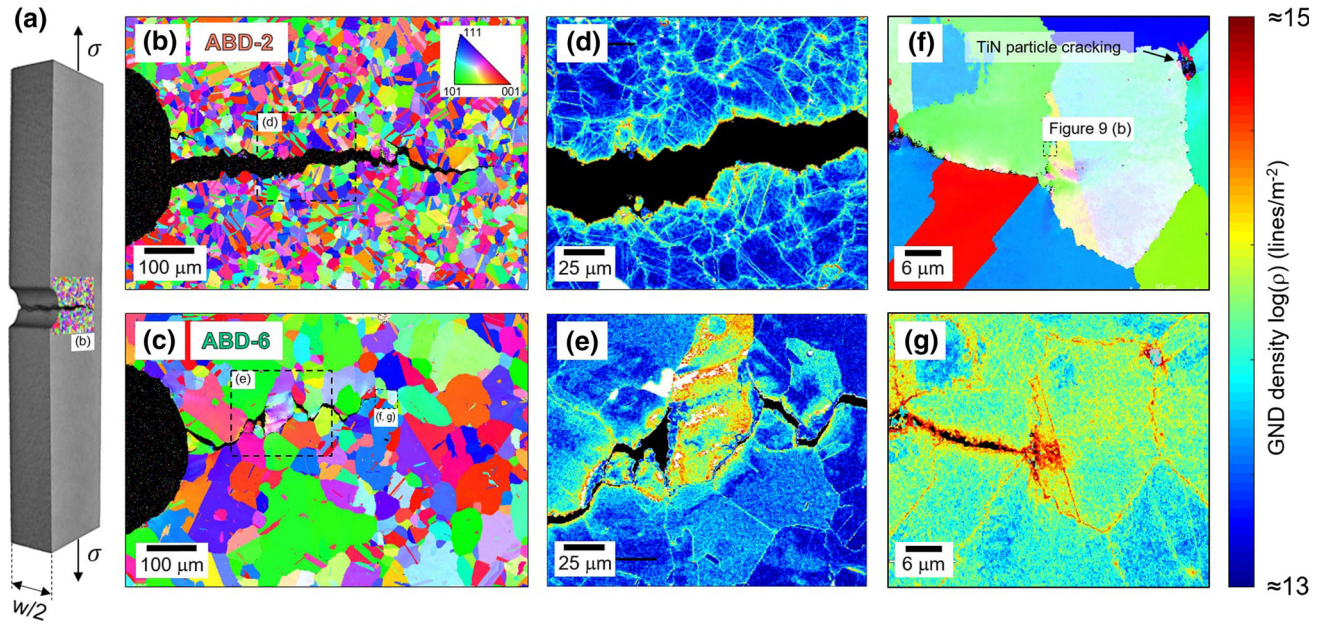 (a)
σ
(b)
σ
w/2
(b)
ABD-2
111
101
001
(d)
100 μm
(c)
ABD-6
(e)
(f, g)
100 μm
(d)
25 μm
(e)
25 μm
(f)
TiN particle cracking
Figure 9 (b)
6 μm
(g)
6 μm
≈15
GND density log(ρ) (lines/m⁻²)
≈13